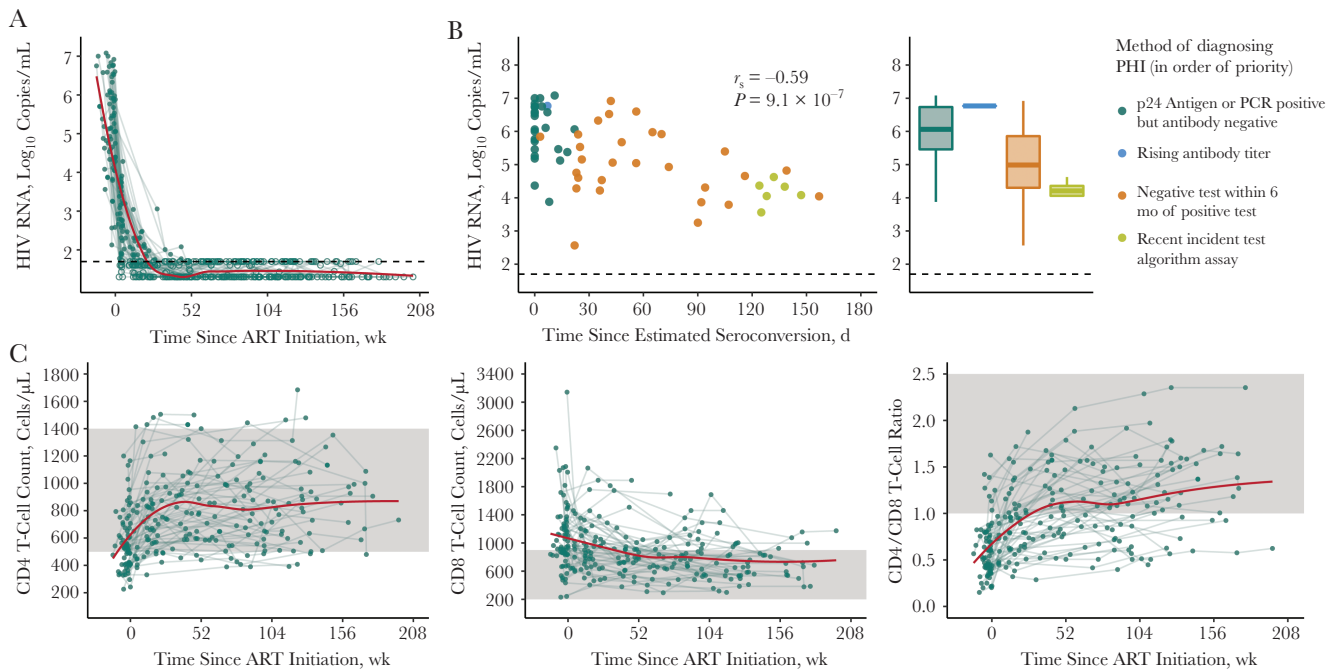 A
HIV RNA, Log10 Copies/mL
7
6
5
4
3
2
0
52
104
156
208
Time Since ART Initiation, wk
B
HIV RNA, Log10 Copies/mL
8
7
6
5
4
3
2
rs = –0.59
P = 9.1 × 10–7
0
30
60
90
120
150
180
Time Since Estimated Seroconversion, d
8
7
6
5
4
3
2
Method of diagnosing
PHI (in order of priority)
p24 Antigen or PCR positive
but antibody negative
Rising antibody titer
Negative test within 6
mo of positive test
Recent incident test
algorithm assay
C
CD4 T-Cell Count, Cells/µL
1800
1600
1400
1200
1000
800
600
400
200
0
52
104
156
208
Time Since ART Initiation, wk
CD8 T-Cell Count, Cells/µL
3400
3000
2600
2200
1800
1400
1000
600
200
0
52
104
156
208
Time Since ART Initiation, wk
CD4/CD8 T-Cell Ratio
2.5
2.0
1.5
1.0
0.5
0.0
0
52
104
156
208
Time Since ART Initiation, wk